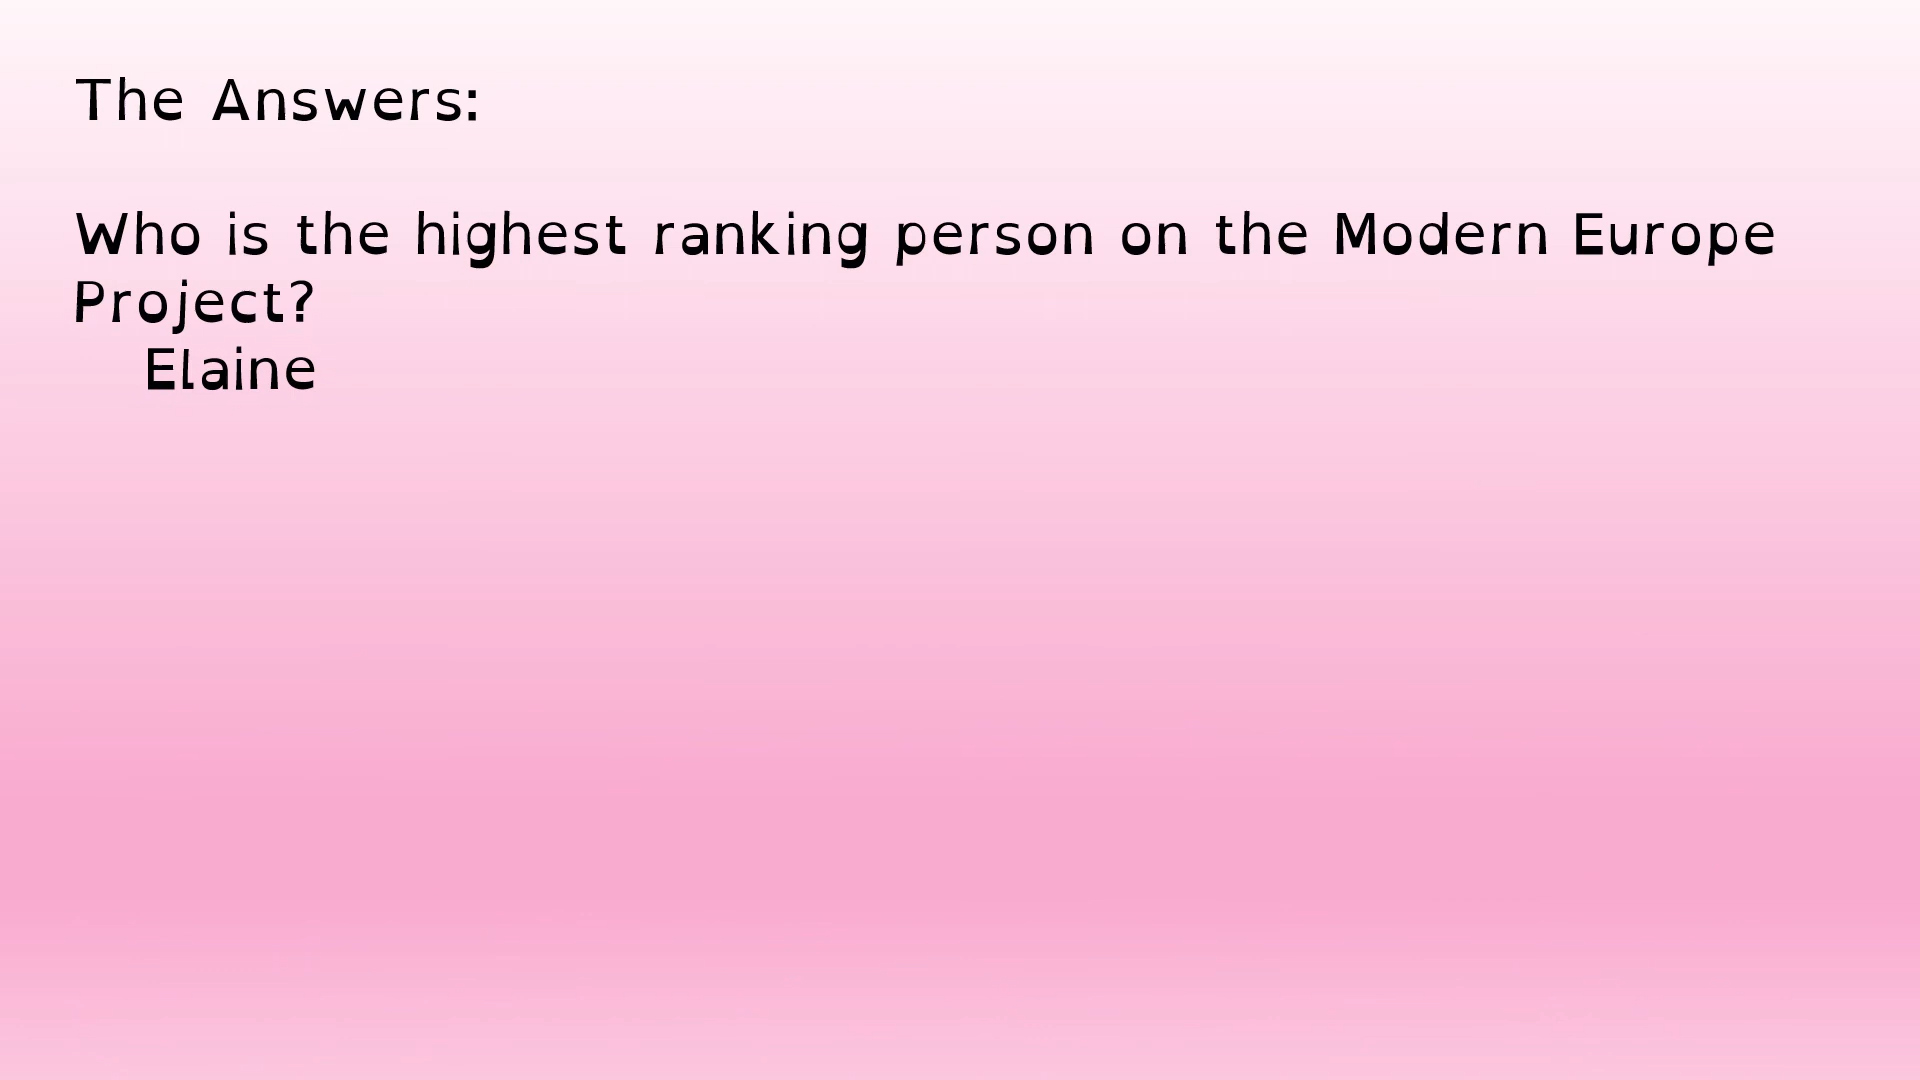 The Answers:
Who is the highest ranking person on the Modern Europe
Project?
Elaine